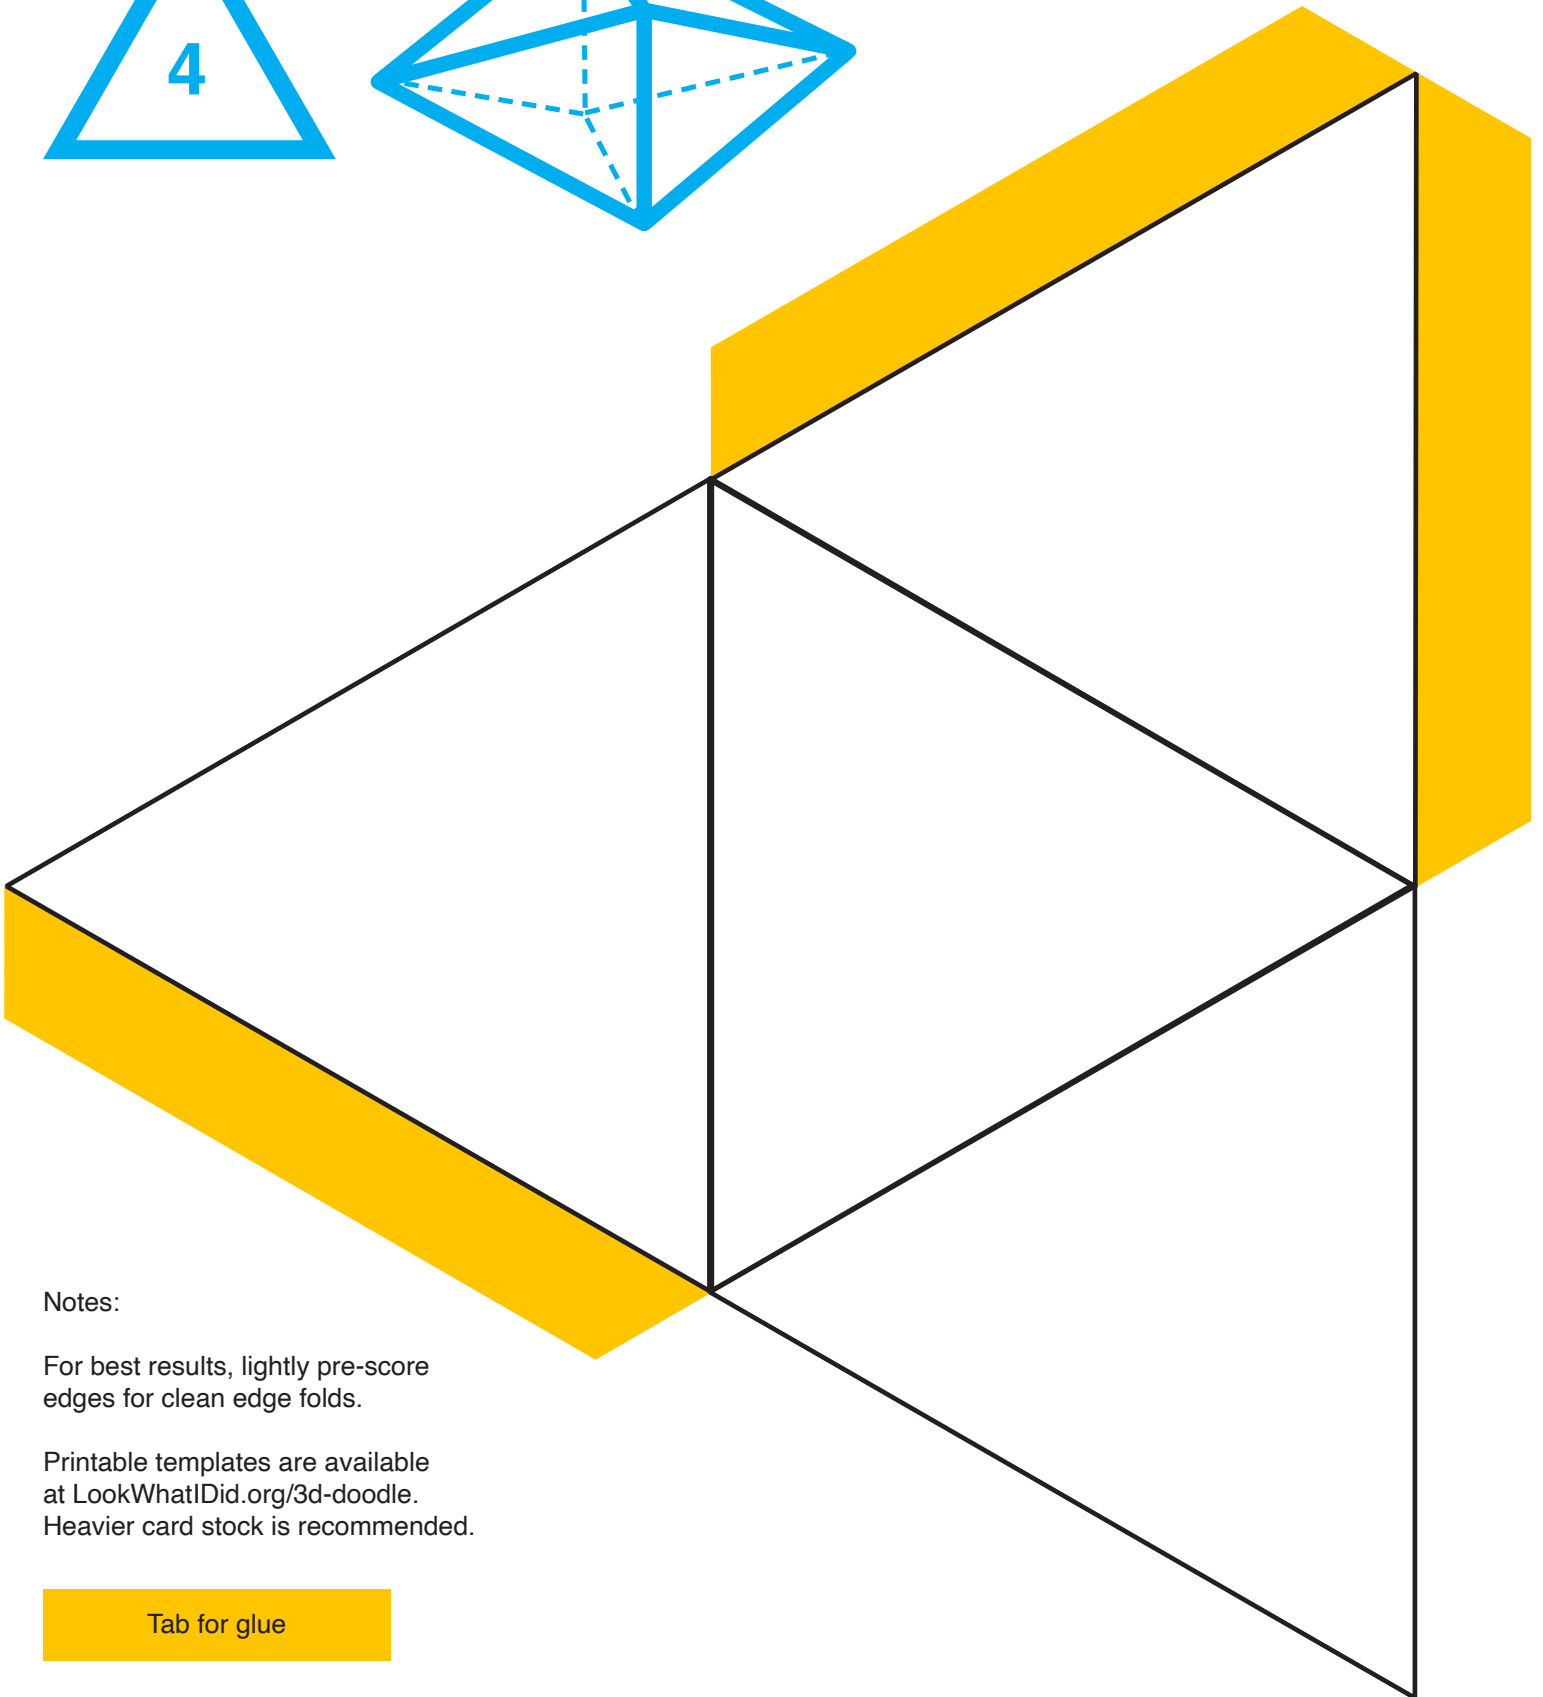 4
Notes:
For best results, lightly pre-score
edges for clean edge folds.
Printable templates are available
at LookWhatIDid.org/3d-doodle.
Heavier card stock is recommended.
Tab for glue